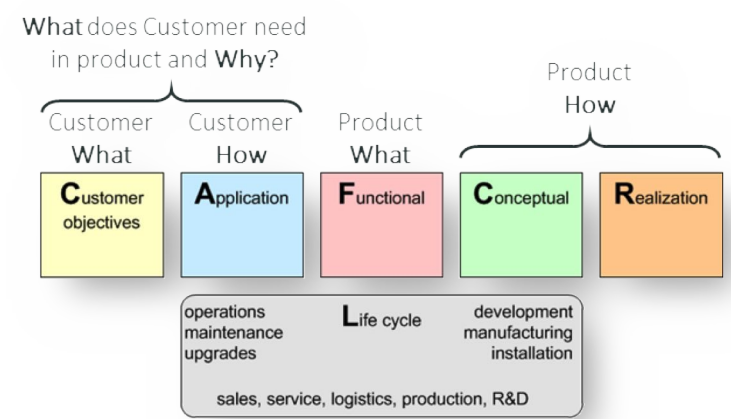 What does Customer need
in product and Why?
Product
How
Customer
What
Customer
How
Product
What
Customer
objectives
Application
Functional
Conceptual
Realization
operations
maintenance
upgrades
Life cycle
development
manufacturing
installation
sales, service, logistics, production, R&D